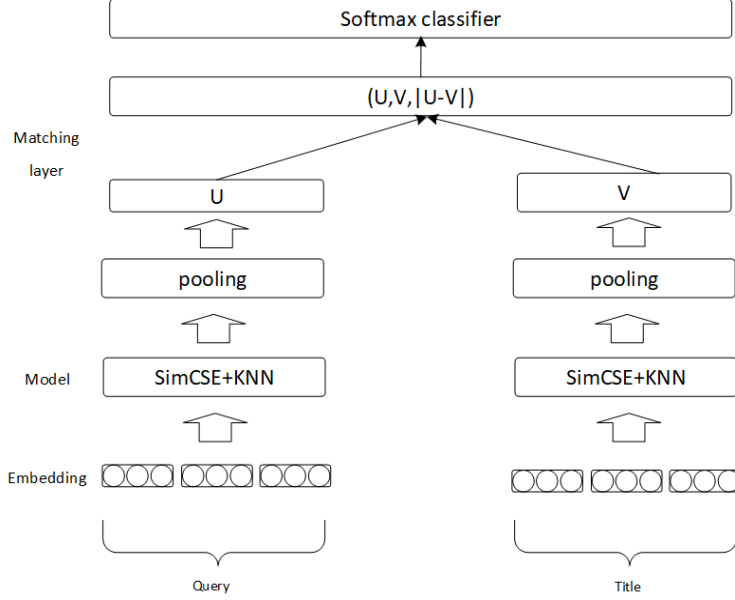 Softmax classifier
(U,V,|U-V|)
Matching
layer
U
V
pooling
pooling
Model
SimCSE+KNN
SimCSE+KNN
Embedding
Query
Title